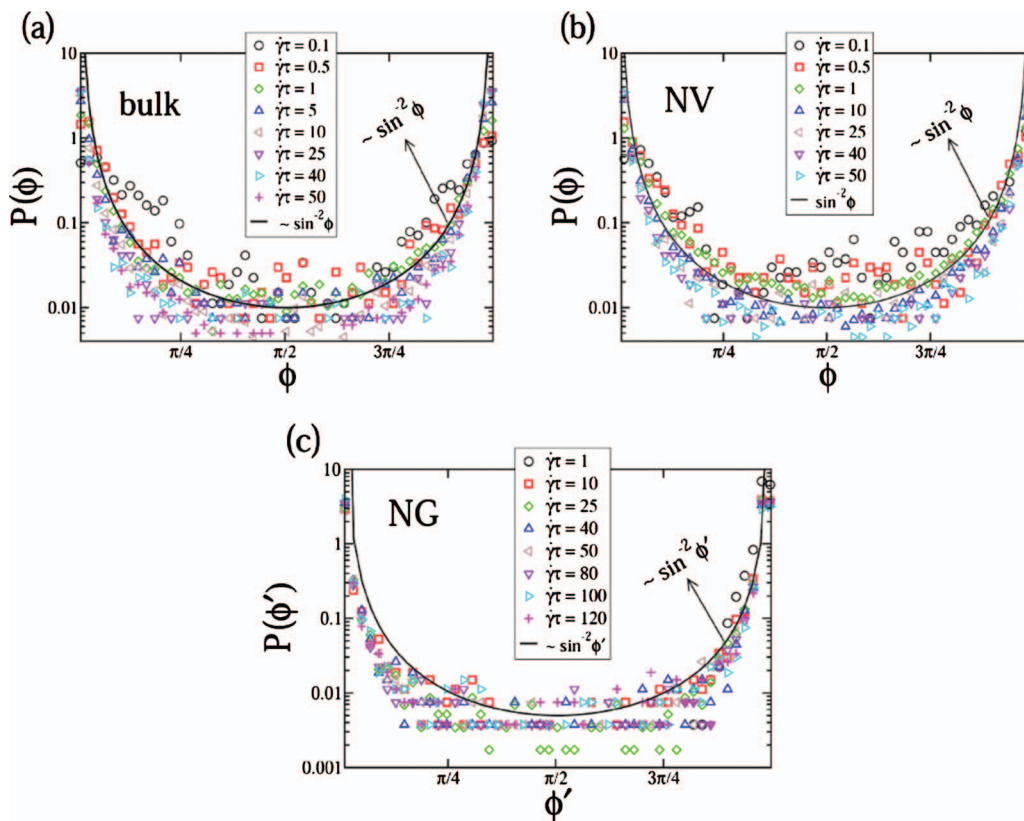 (a)
10
1
0.1
0.01
P(ϕ)
bulk
γ̇τ = 0.1
γ̇τ = 0.5
γ̇τ = 1
γ̇τ = 5
γ̇τ = 10
γ̇τ = 25
γ̇τ = 40
γ̇τ = 50
~ sin⁻²ϕ
~ sin⁻²ϕ
π/4
π/2
3π/4
ϕ
(b)
10
1
0.1
0.01
P(ϕ)
NV
γ̇τ = 0.1
γ̇τ = 0.5
γ̇τ = 1
γ̇τ = 10
γ̇τ = 25
γ̇τ = 40
γ̇τ = 50
sin⁻²ϕ
~ sin⁻²ϕ
π/4
π/2
3π/4
ϕ
(c)
10
1
0.1
0.01
0.001
P(ϕ′)
NG
γ̇τ = 1
γ̇τ = 10
γ̇τ = 25
γ̇τ = 40
γ̇τ = 50
γ̇τ = 80
γ̇τ = 100
γ̇τ = 120
~ sin⁻²ϕ′
~ sin⁻²ϕ′
π/4
π/2
3π/4
ϕ′